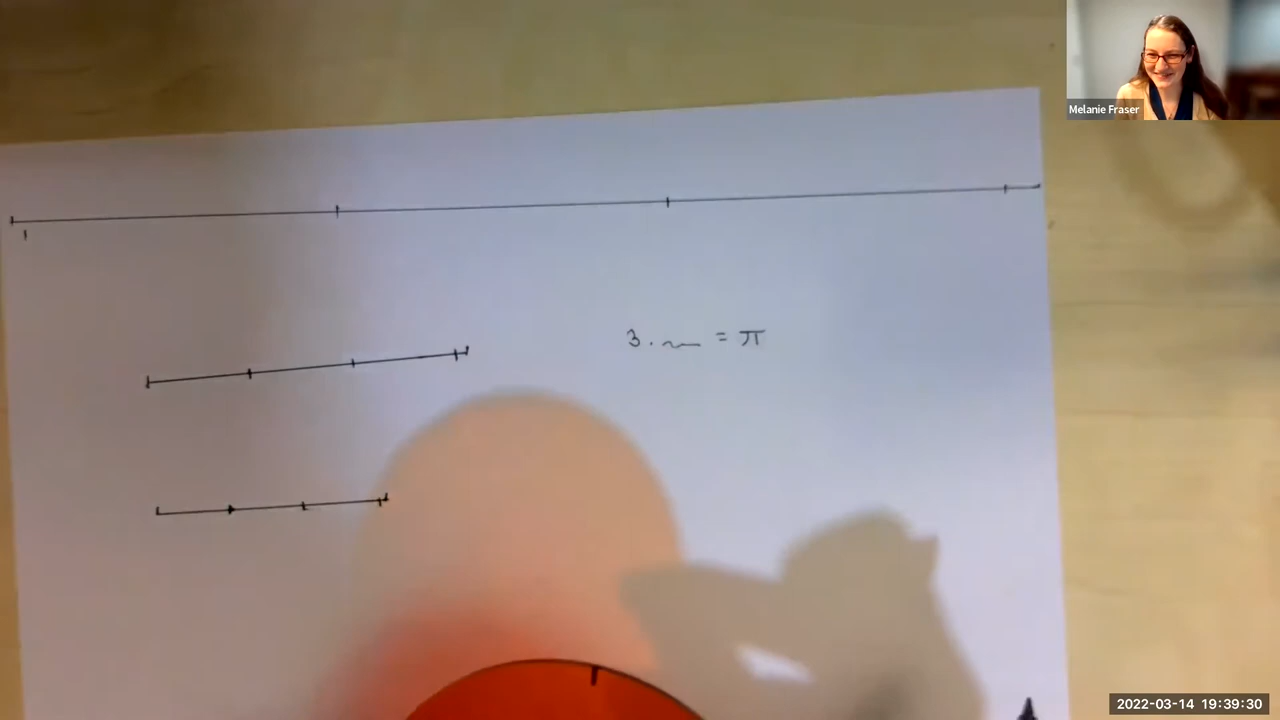 Melanie Fraser
3. = π
2022-03-14 19:39:30